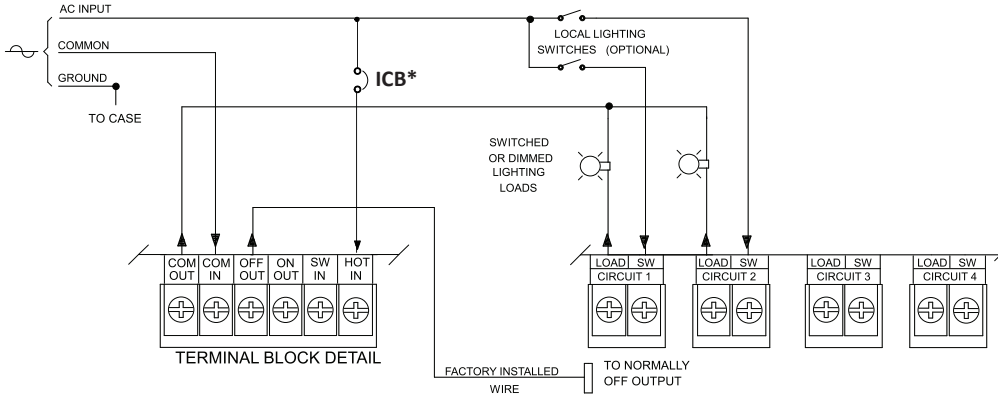 AC INPUT
COMMON
GROUND
TO CASE
ICB*
LOCAL LIGHTING
SWITCHES (OPTIONAL)
SWITCHED
OR DIMMED
LIGHTING
LOADS
COM OUT
COM IN
OFF OUT
ON OUT
SW IN
HOT IN
TERMINAL BLOCK DETAIL
LOAD SW
CIRCUIT 1
LOAD SW
CIRCUIT 2
LOAD SW
CIRCUIT 3
LOAD SW
CIRCUIT 4
FACTORY INSTALLED
WIRE
TO NORMALLY
OFF OUTPUT